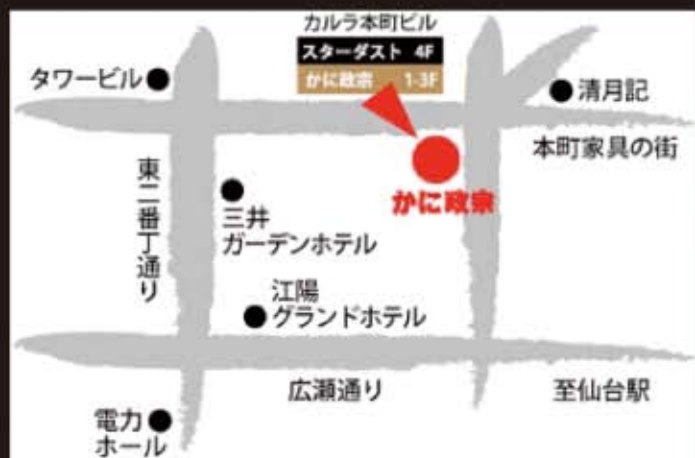 カルラ本町ビル
スターダスト 4F
かに政宗 1-3F
タワービル
清月記
本町家具の街
かに政宗
東二番丁通り
三井
ガーデンホテル
江陽
グランドホテル
広瀬通り
至仙台駅
電力
ホール